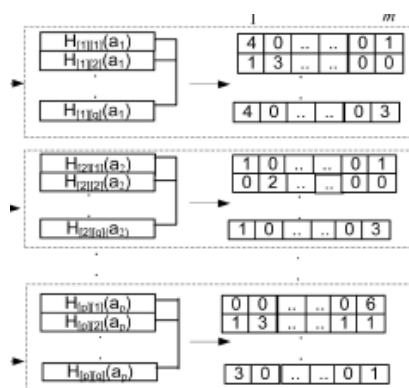 1 m
H[1][1](a1) 4 0 .. .. 0 1
H[1][2](a1) 1 3 .. .. 0 0
H[1][q](a1) 4 0 .. .. 0 3
H[2][1](a2) 1 0 .. .. 0 1
H[2][2](a2) 0 2 .. .. 0 0
H[2][q](a2) 1 0 .. .. 0 3
H[p][1](ap) 0 0 .. .. 0 6
H[p][2](ap) 1 3 .. .. 1 1
H[p][q](ap) 3 0 .. .. 0 1